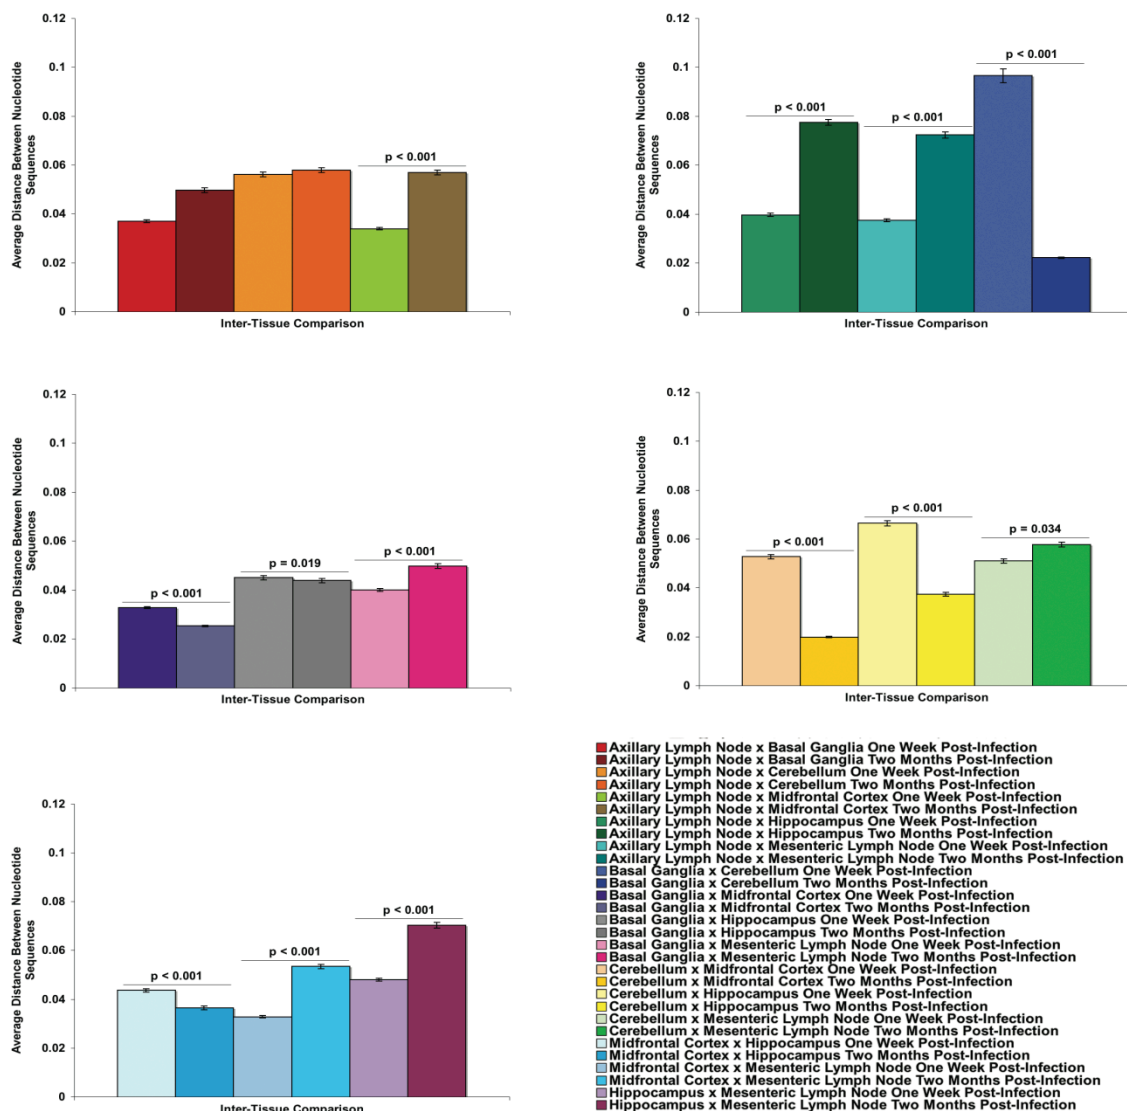 0.12
0.1
0.08
0.06
0.04
0.02
0
Average Distance Between Nucleotide
Sequences
p < 0.001
Inter-Tissue Comparison
0.12
0.1
0.08
0.06
0.04
0.02
0
Average Distance Between Nucleotide
Sequences
p < 0.001
p < 0.001
p < 0.001
Inter-Tissue Comparison
0.12
0.1
0.08
0.06
0.04
0.02
0
Average Distance Between Nucleotide
Sequences
p < 0.001
p = 0.019
p < 0.001
Inter-Tissue Comparison
0.12
0.1
0.08
0.06
0.04
0.02
0
Average Distance Between Nucleotide
Sequences
p < 0.001
p < 0.001
p = 0.034
Inter-Tissue Comparison
0.12
0.1
0.08
0.06
0.04
0.02
0
Average Distance Between Nucleotide
Sequences
p < 0.001
p < 0.001
p < 0.001
Inter-Tissue Comparison
Axillary Lymph Node x Basal Ganglia One Week Post-Infection
Axillary Lymph Node x Basal Ganglia Two Months Post-Infection
Axillary Lymph Node x Cerebellum One Week Post-Infection
Axillary Lymph Node x Cerebellum Two Months Post-Infection
Axillary Lymph Node x Midfrontal Cortex One Week Post-Infection
Axillary Lymph Node x Midfrontal Cortex Two Months Post-Infection
Axillary Lymph Node x Hippocampus One Week Post-Infection
Axillary Lymph Node x Hippocampus Two Months Post-Infection
Axillary Lymph Node x Mesenteric Lymph Node One Week Post-Infection
Axillary Lymph Node x Mesenteric Lymph Node Two Months Post-Infection
Basal Ganglia x Cerebellum One Week Post-Infection
Basal Ganglia x Cerebellum Two Months Post-Infection
Basal Ganglia x Midfrontal Cortex One Week Post-Infection
Basal Ganglia x Midfrontal Cortex Two Months Post-Infection
Basal Ganglia x Hippocampus One Week Post-Infection
Basal Ganglia x Hippocampus Two Months Post-Infection
Basal Ganglia x Mesenteric Lymph Node One Week Post-Infection
Basal Ganglia x Mesenteric Lymph Node Two Months Post-Infection
Cerebellum x Midfrontal Cortex One Week Post-Infection
Cerebellum x Midfrontal Cortex Two Months Post-Infection
Cerebellum x Hippocampus One Week Post-Infection
Cerebellum x Hippocampus Two Months Post-Infection
Cerebellum x Mesenteric Lymph Node One Week Post-Infection
Cerebellum x Mesenteric Lymph Node Two Months Post-Infection
Midfrontal Cortex x Hippocampus One Week Post-Infection
Midfrontal Cortex x Hippocampus Two Months Post-Infection
Midfrontal Cortex x Mesenteric Lymph Node One Week Post-Infection
Midfrontal Cortex x Mesenteric Lymph Node Two Months Post-Infection
Hippocampus x Mesenteric Lymph Node One Week Post-Infection
Hippocampus x Mesenteric Lymph Node Two Months Post-Infection